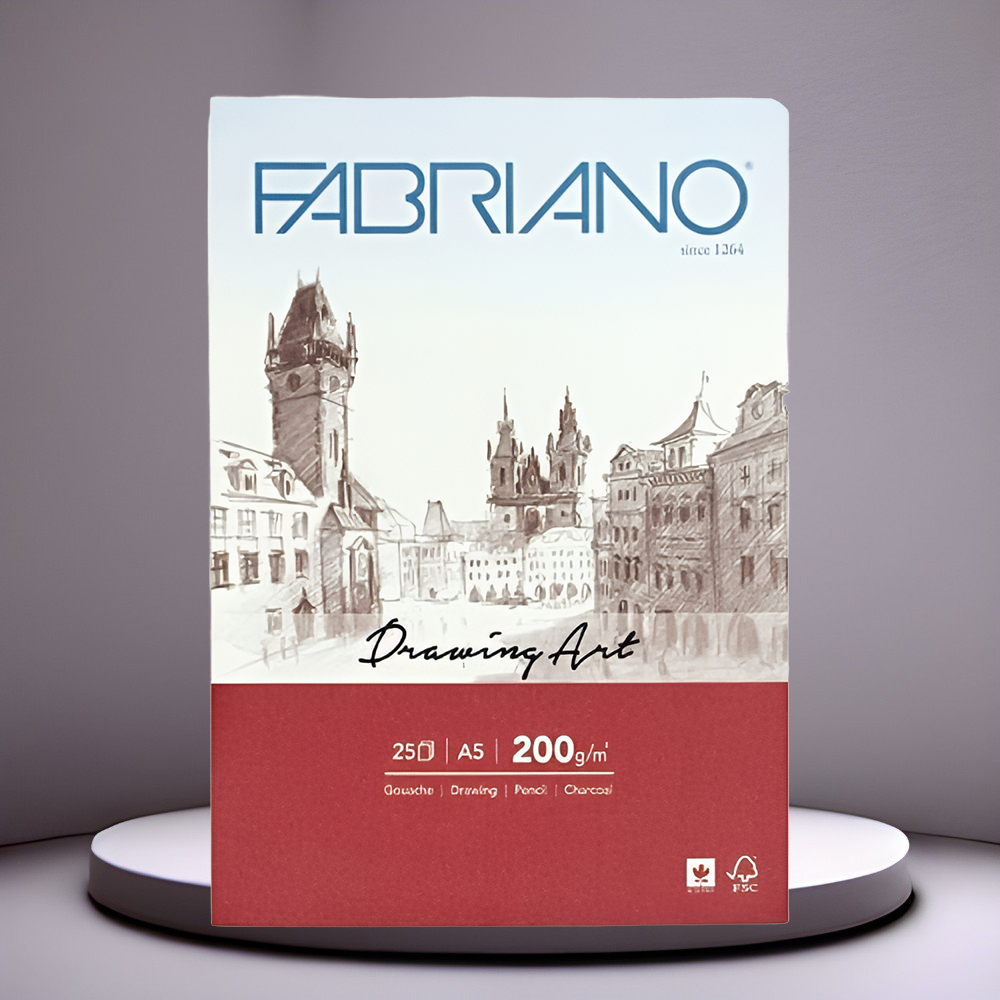 FABRIANO®
since 1264
Drawing Art
25 | A5 | 200g/m²
Gouache | Drawing | Pencil | Charcoal
FSC